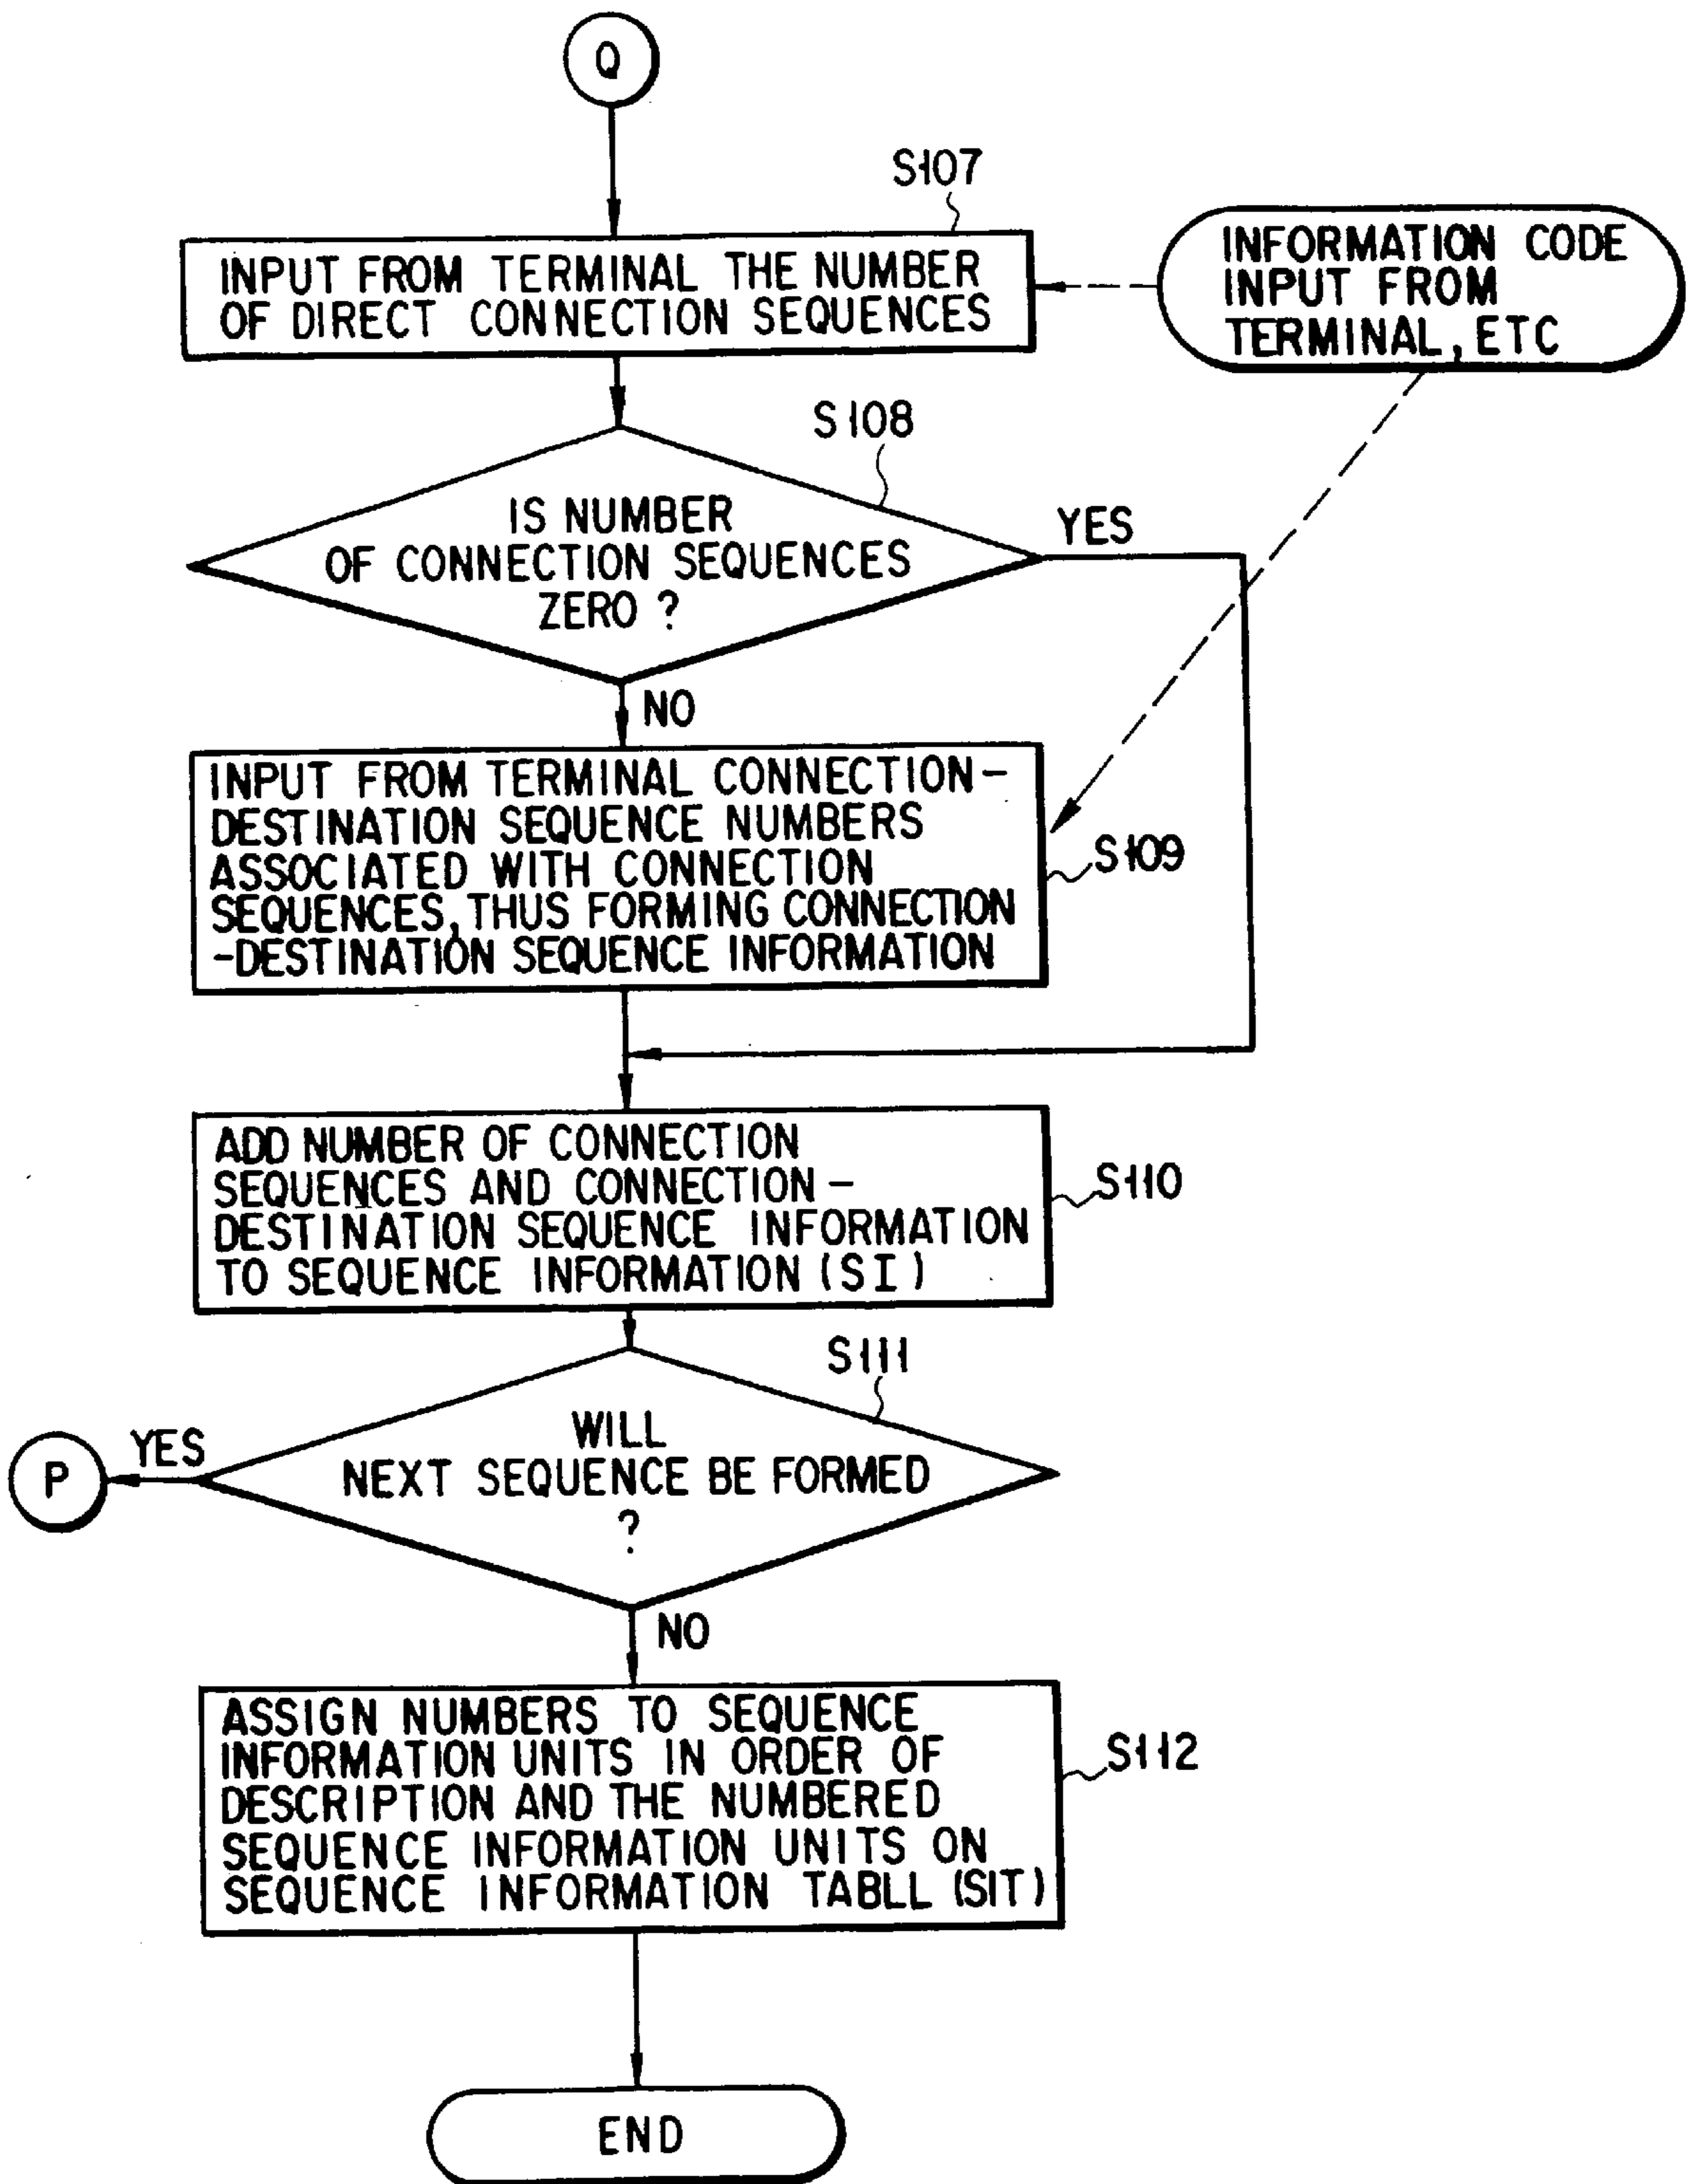 Q
S107
INPUT FROM TERMINAL THE NUMBER
OF DIRECT CONNECTION SEQUENCES
INFORMATION CODE
INPUT FROM
TERMINAL, ETC
S108
IS NUMBER
OF CONNECTION SEQUENCES
ZERO ?
YES
NO
INPUT FROM TERMINAL CONNECTION-
DESTINATION SEQUENCE NUMBERS
ASSOCIATED WITH CONNECTION
SEQUENCES, THUS FORMING CONNECTION
-DESTINATION SEQUENCE INFORMATION
S109
ADD NUMBER OF CONNECTION
SEQUENCES AND CONNECTION-
DESTINATION SEQUENCE INFORMATION
TO SEQUENCE INFORMATION (SI)
S110
S111
WILL
NEXT SEQUENCE BE FORMED
?
YES
P
NO
ASSIGN NUMBERS TO SEQUENCE
INFORMATION UNITS IN ORDER OF
DESCRIPTION AND THE NUMBERED
SEQUENCE INFORMATION UNITS ON
SEQUENCE INFORMATION TABLL (SIT)
S112
END